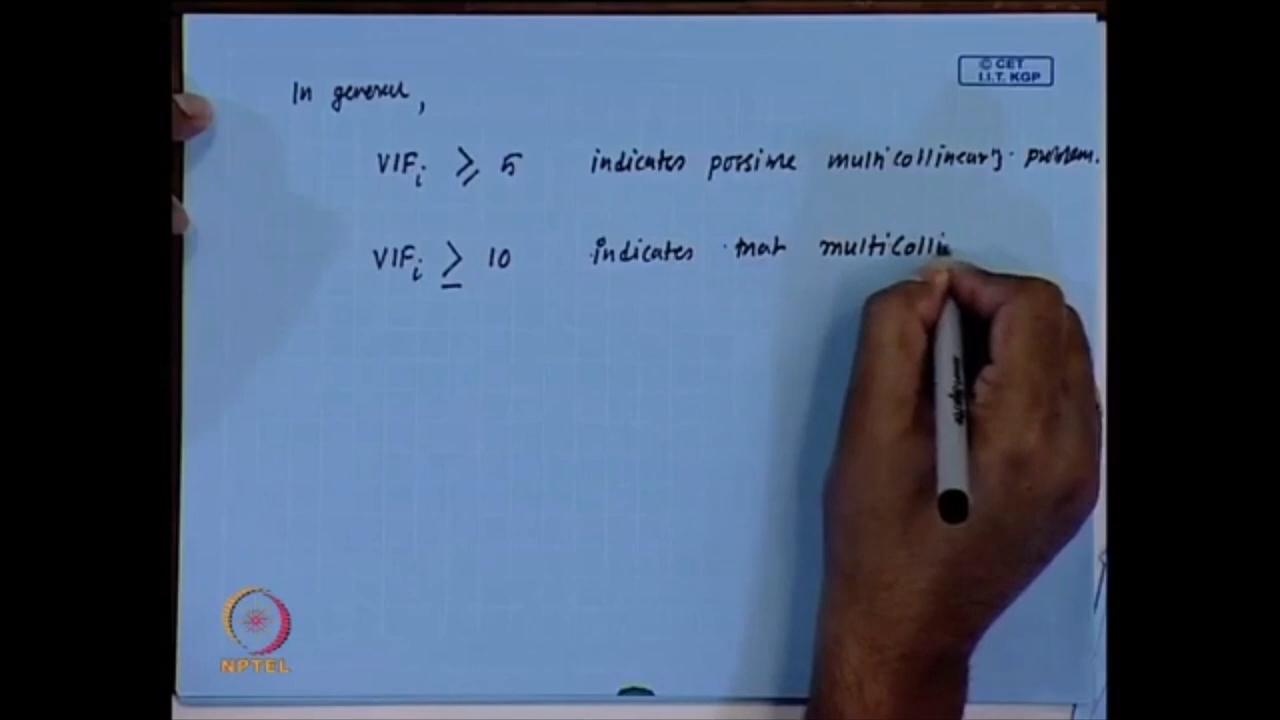 © CET
I.I.T. KGP
In general,
VIFi ≥ 5 indicates possible multicollinearity problem.
VIFi ≥ 10 indicates that multicolli
NPTEL